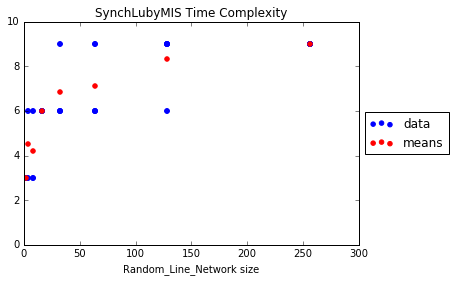 SynchLubyMIS Time Complexity
10
8
6
4
2
0
0 50 100 150 200 250 300
Random_Line_Network size
data
means